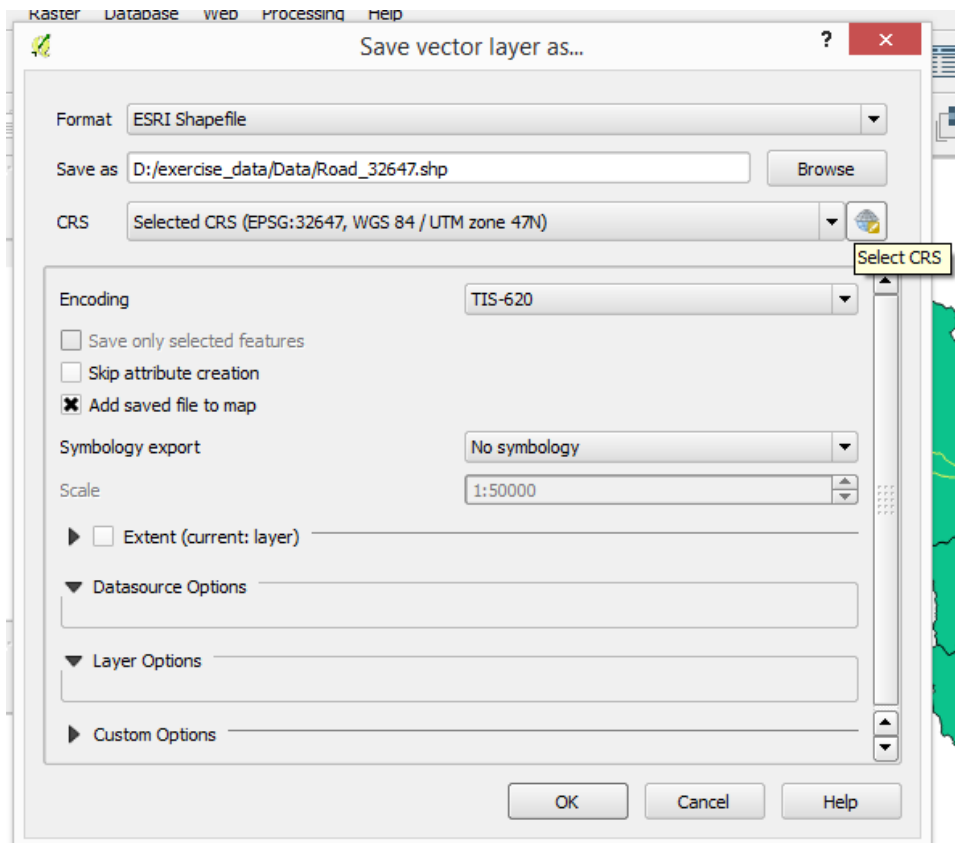 Raster Database Web Processing Help
Save vector layer as...
?
Format ESRI Shapefile
Save as D:/exercise_data/Data/Road_32647.shp Browse
CRS Selected CRS (EPSG:32647, WGS 84 / UTM zone 47N)
Select CRS
Encoding TIS-620
Save only selected features
Skip attribute creation
Add saved file to map
Symbology export No symbology
Scale 1:50000
Extent (current: layer)
Datasource Options
Layer Options
Custom Options
OK Cancel Help